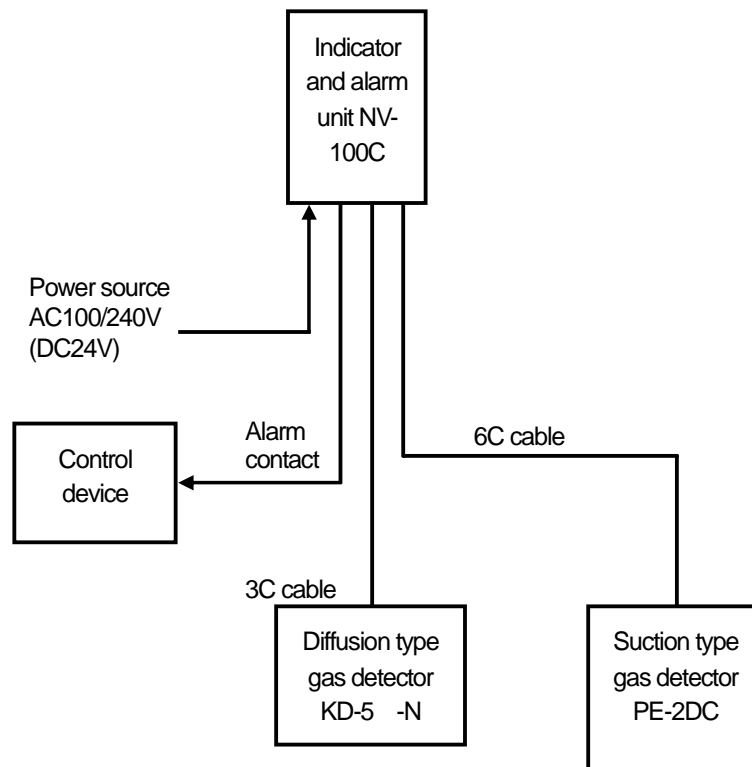 Indicator
and alarm
unit NV-
100C
Power source
AC100/240V
(DC24V)
Control
device
Alarm
contact
6C cable
3C cable
Diffusion type
gas detector
KD-5 -N
Suction type
gas detector
PE-2DC